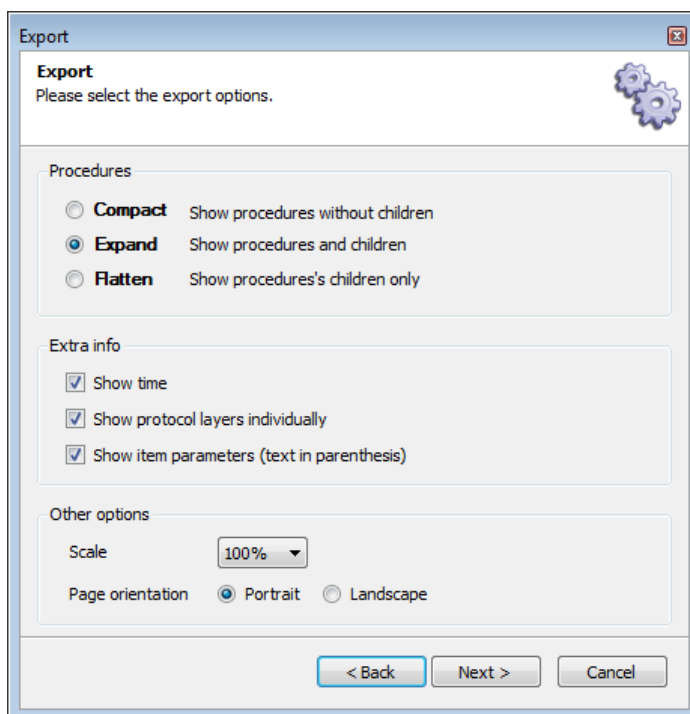 Export
Export
Please select the export options.
Procedures
Compact Show procedures without children
Expand Show procedures and children
Flatten Show procedures's children only
Extra info
Show time
Show protocol layers individually
Show item parameters (text in parenthesis)
Other options
Scale 100%
Page orientation Portrait Landscape
< Back Next > Cancel